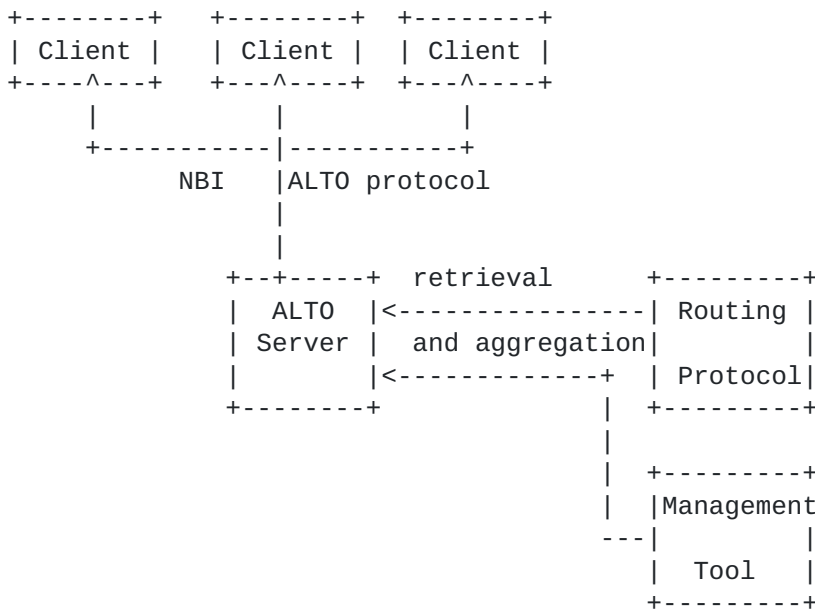 Client Client Client
NBI ALTO protocol
retrieval
ALTO Routing
Server and aggregation
Protocol
Management
Tool